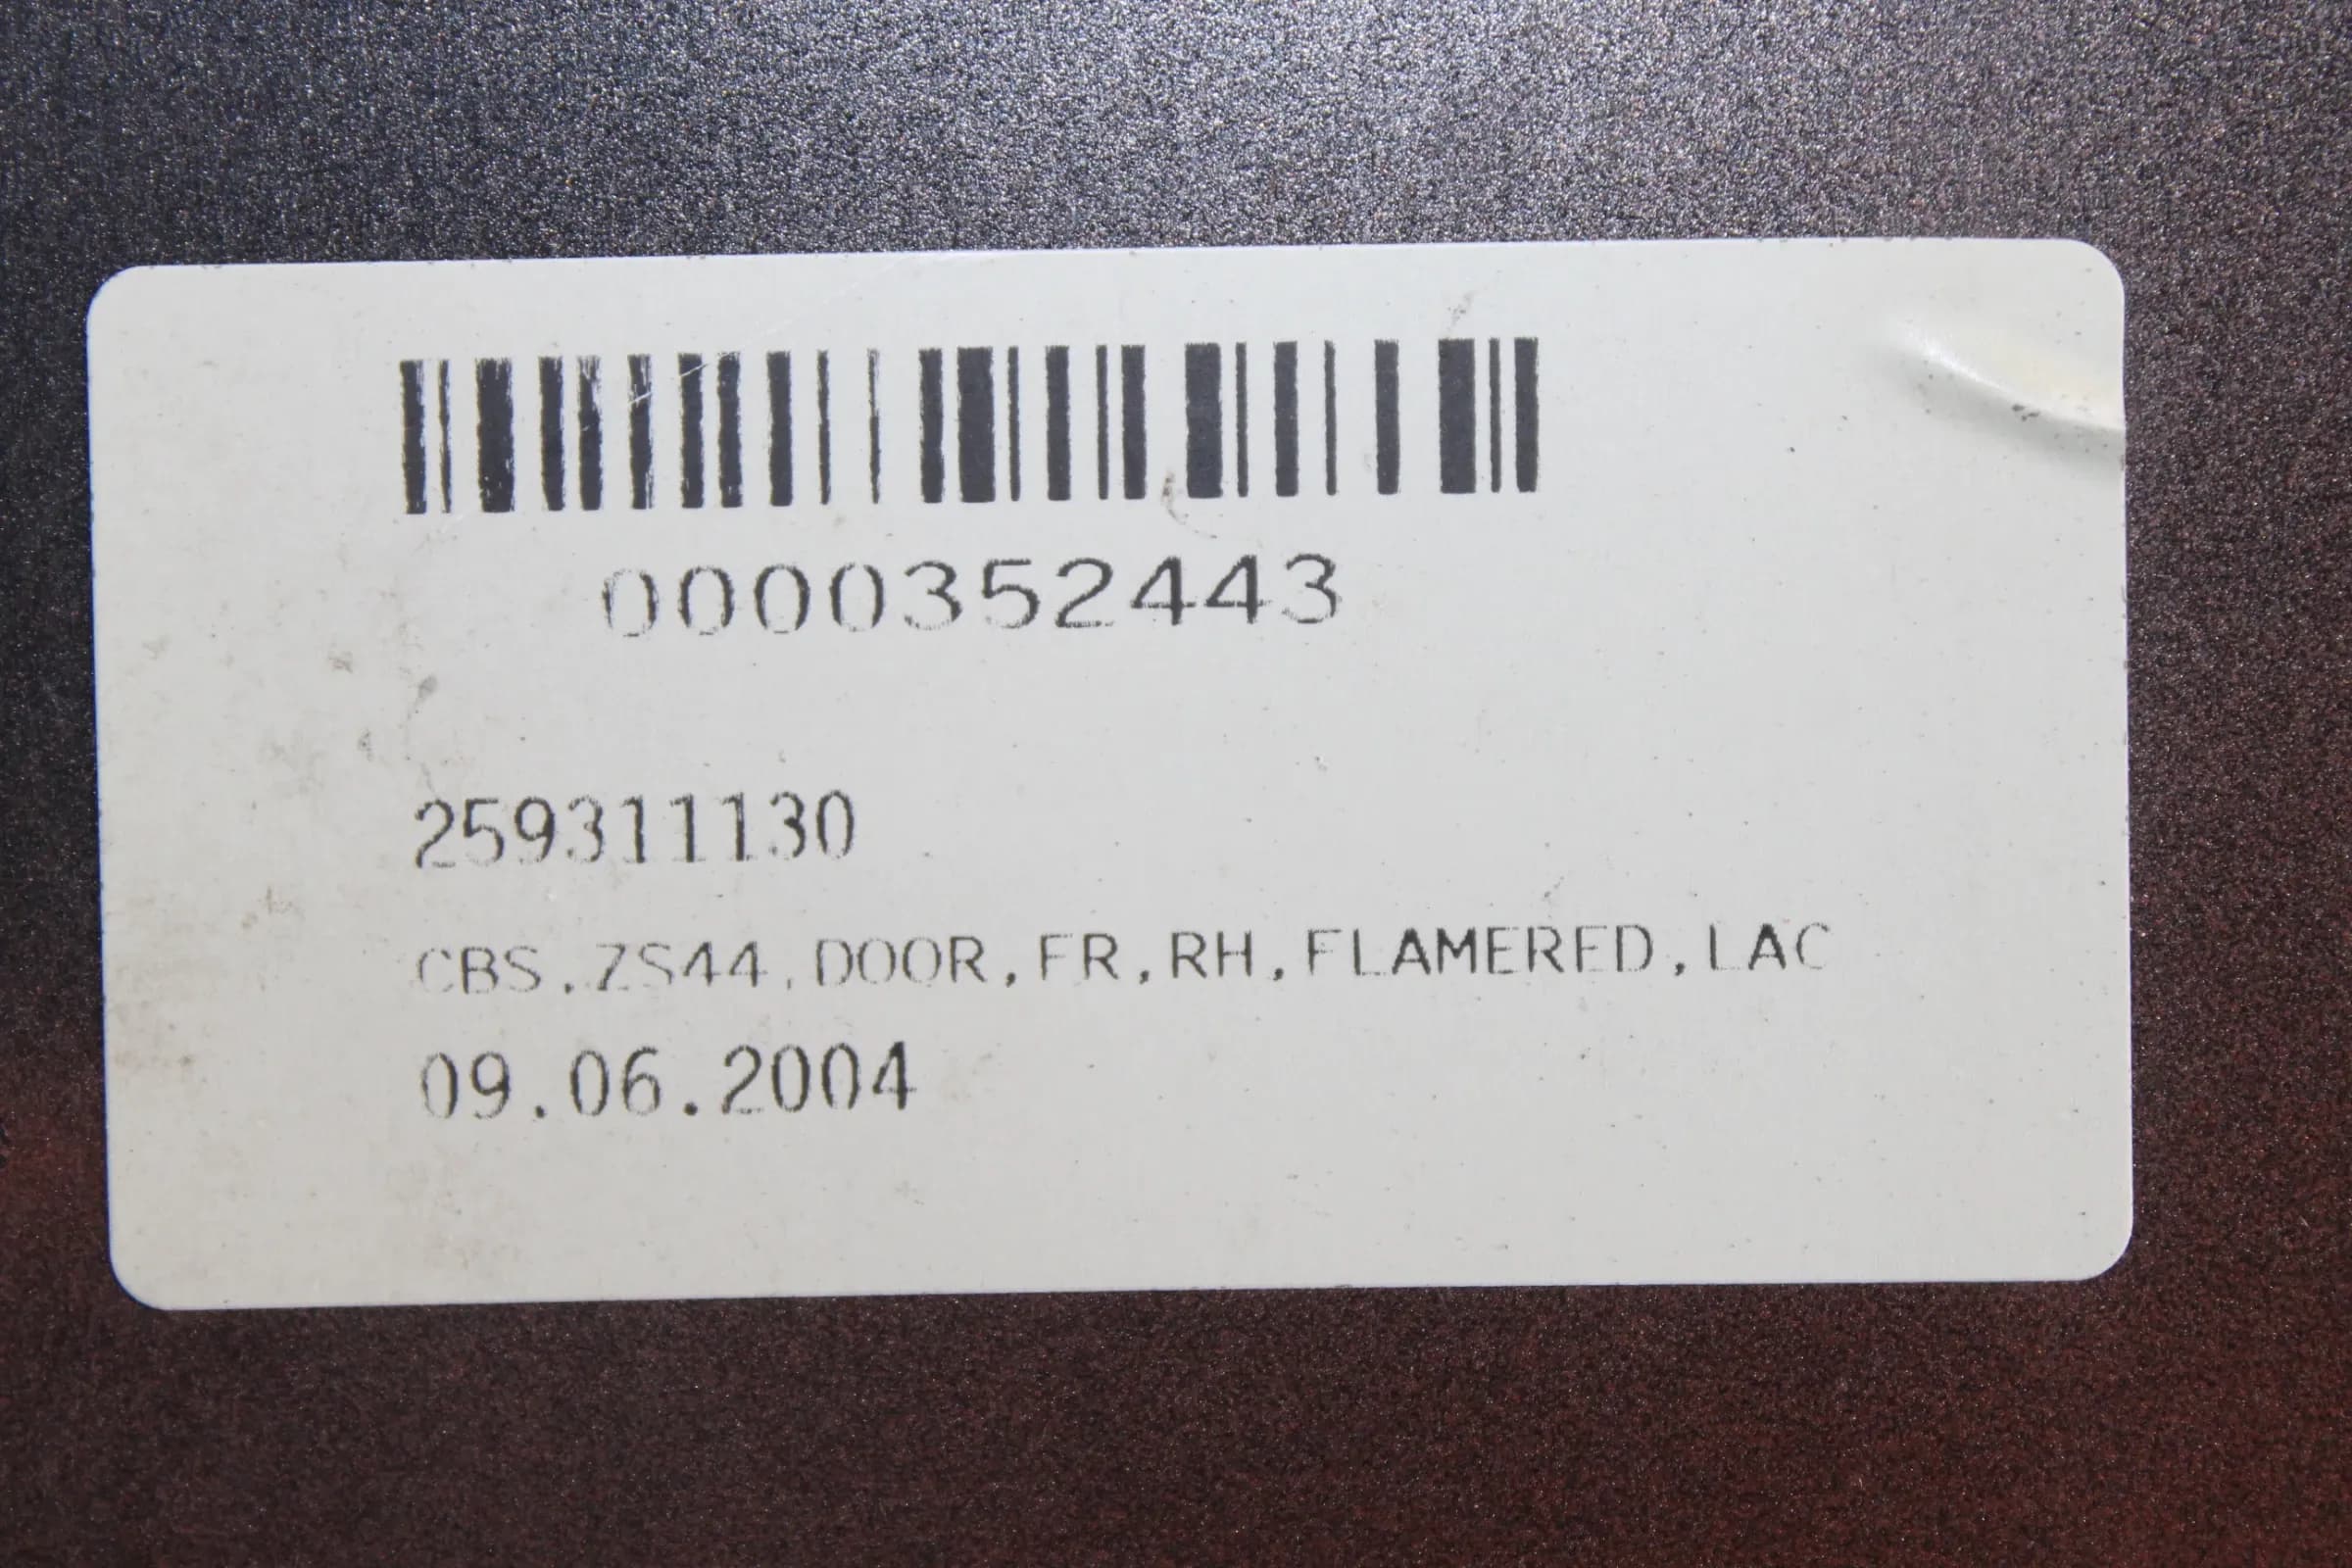 0000352443
259311130
CBS,ZS44,DOOR,FR,RH,FLAMERED,LAC
09.06.2004